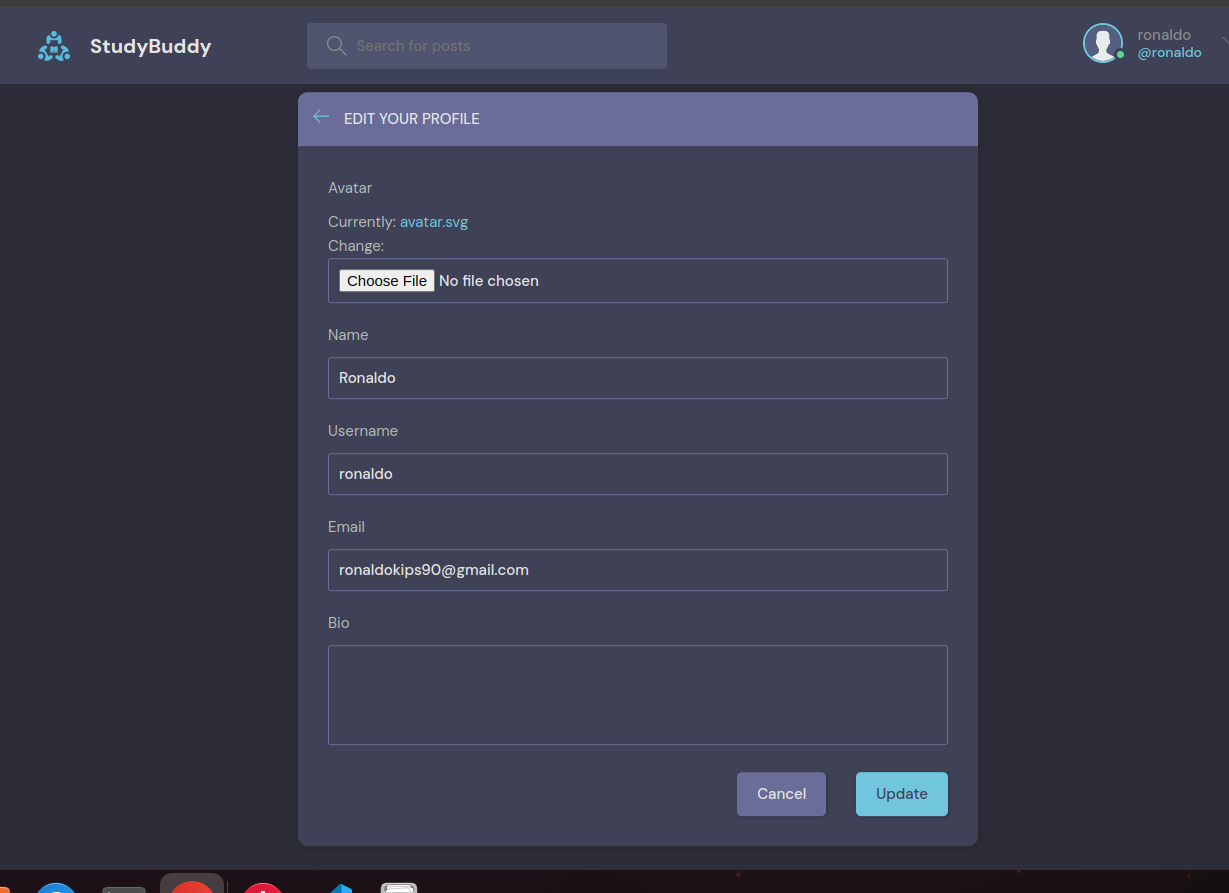 StudyBuddy
Search for posts
ronaldo
@ronaldo
EDIT YOUR PROFILE
Avatar
Currently: avatar.svg
Change:
Choose File No file chosen
Name
Ronaldo
Username
ronaldo
Email
ronaldokips90@gmail.com
Bio
Cancel Update